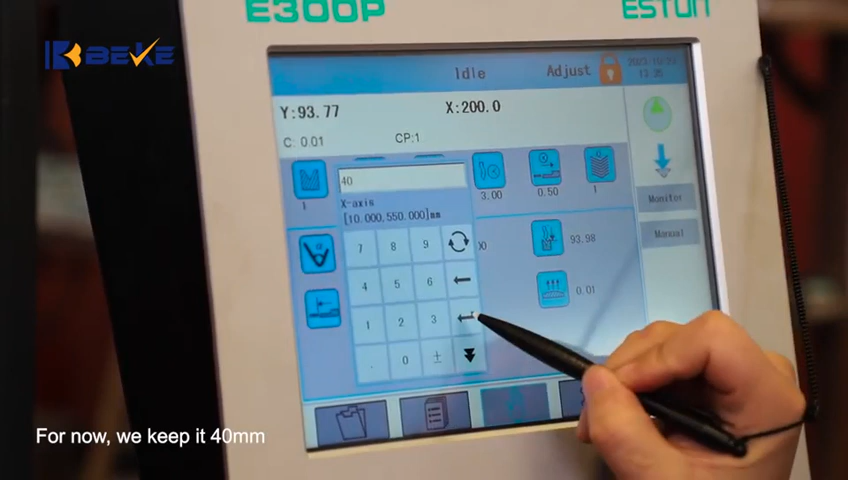 E300P
ESTUN
BEKE
Idle
Adjust
13:35
Y:93.77
X:200.0
C: 0.01
CP:1
40
X-axis
[10.000,550.000]mm
1
3.00
0.50
1
Monitor
Manual
7 8 9
4 5 6
1 2 3
. 0 ±
X0
93.98
0.01
For now, we keep it 40mm